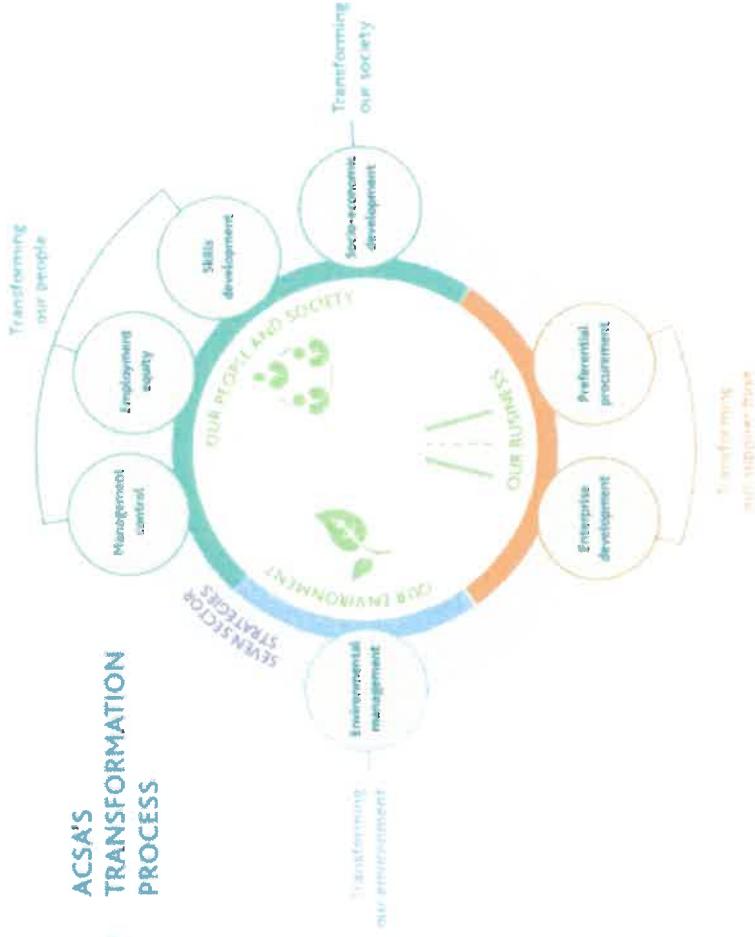 ACSA'S
TRANSFORMATION
PROCESS
SEVEN SECTOR
STRATEGIES
Transforming
our people
Management
control
Employment
equity
Skills
development
Transforming
our society
Socio-economic
development
OUR PEOPLE AND SOCIETY
OUR ENVIRONMENT
OUR BUSINESS
Environmental
management
Transforming
our environment
Enterprise
development
Preferential
procurement
Transforming